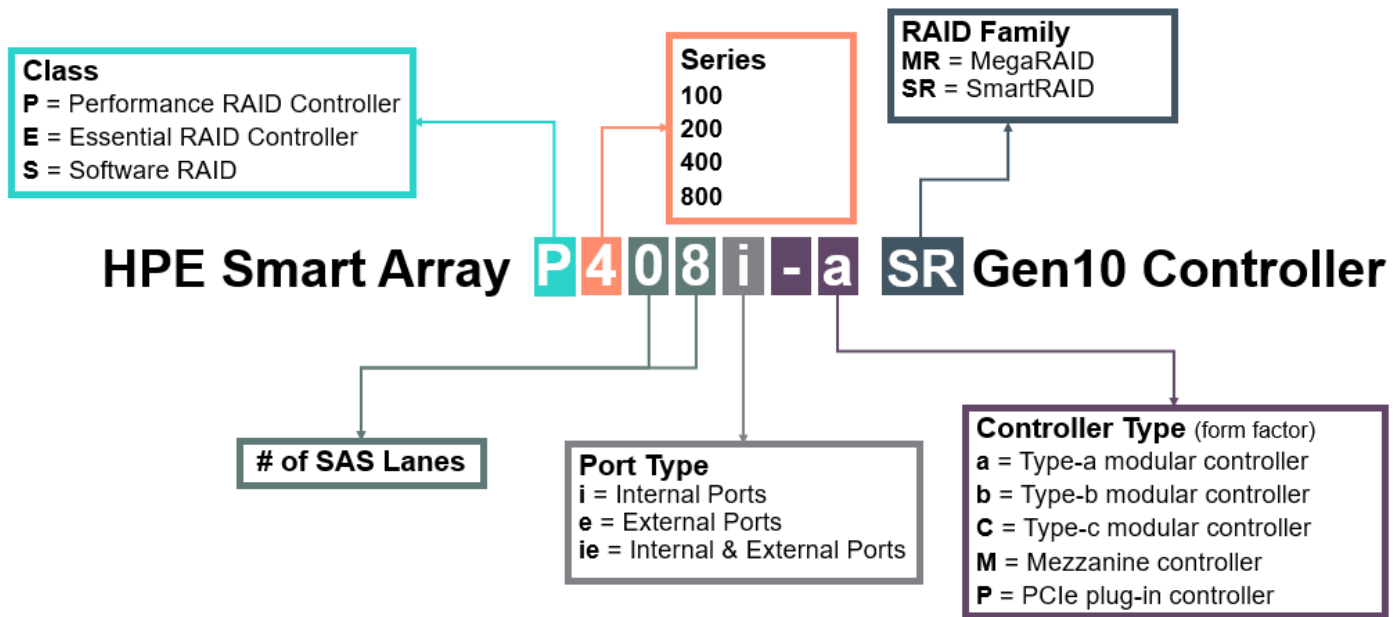 Class
P = Performance RAID Controller
E = Essential RAID Controller
S = Software RAID
Series
100
200
400
800
RAID Family
MR = MegaRAID
SR = SmartRAID
HPE Smart Array P408i-a SR Gen10 Controller
# of SAS Lanes
Port Type
i = Internal Ports
e = External Ports
ie = Internal & External Ports
Controller Type (form factor)
a = Type-a modular controller
b = Type-b modular controller
C = Type-c modular controller
M = Mezzanine controller
P = PCIe plug-in controller